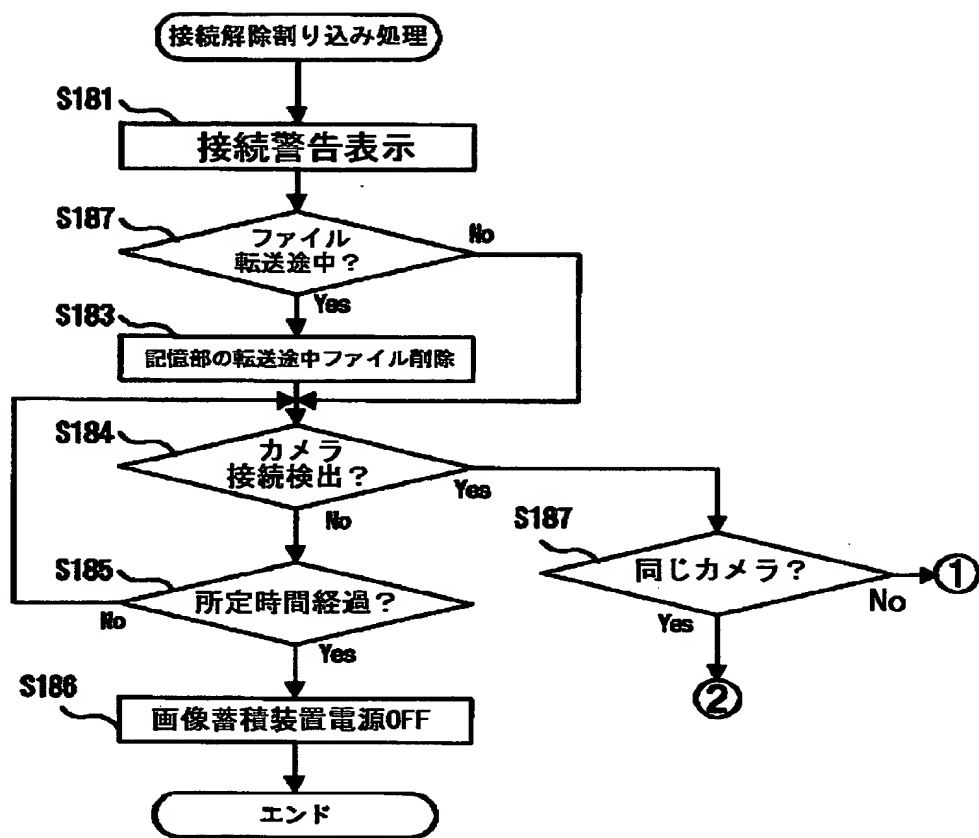 接続解除割り込み処理
S181
接続警告表示
S187
ファイル
転送途中？
No
Yes
S183
記憶部の転送途中ファイル削除
S184
カメラ
接続検出？
Yes
No
S187
同じカメラ？
①
No
Yes
②
S185
所定時間経過？
No
Yes
S186
画像蓄積装置電源OFF
エンド